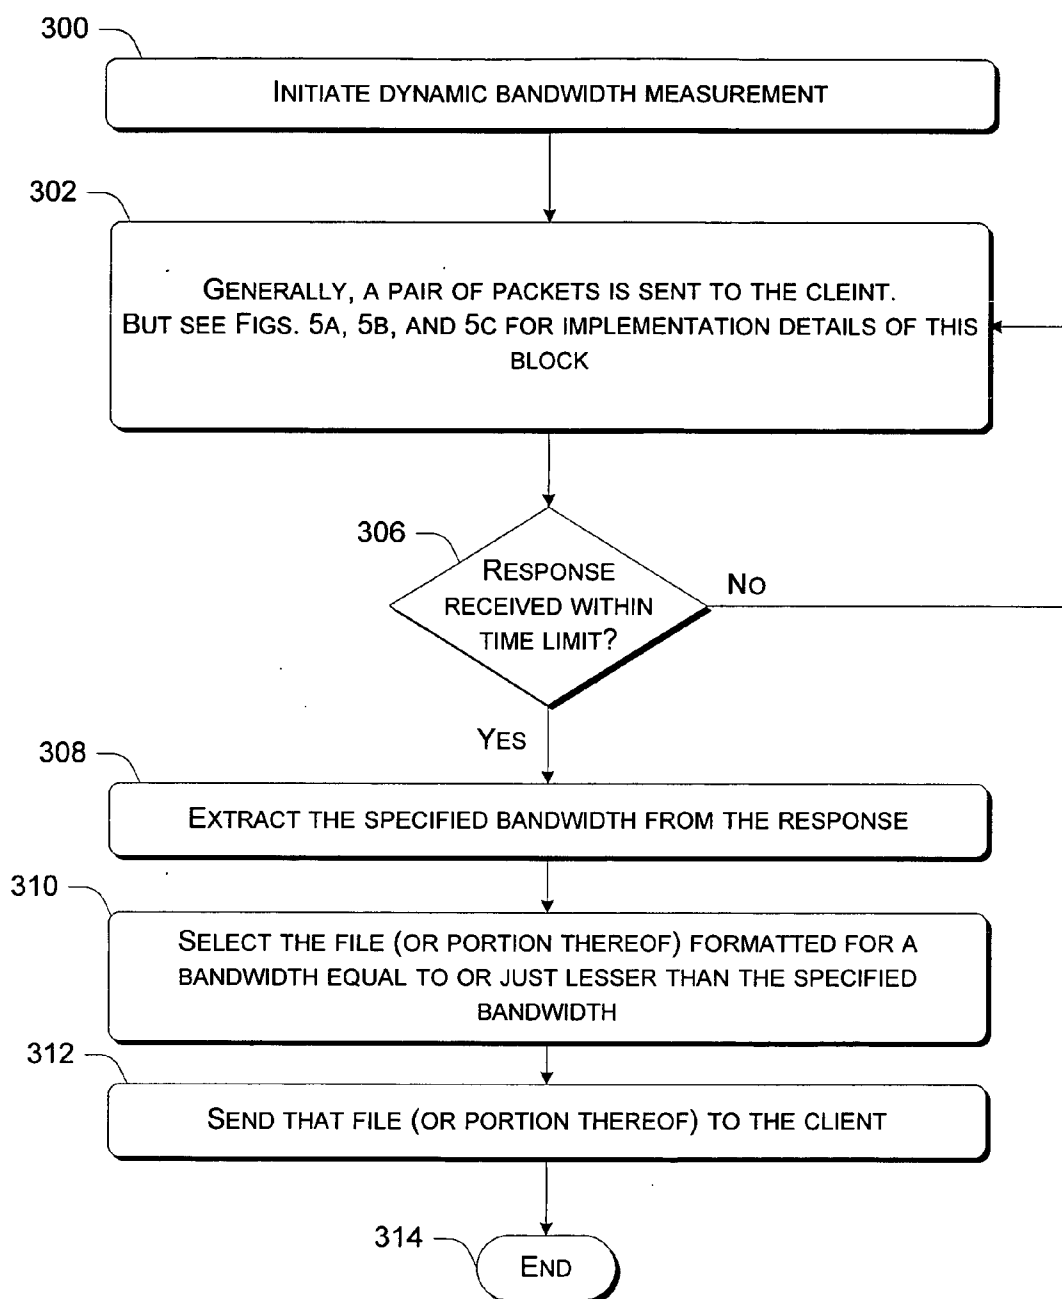 300
INITIATE DYNAMIC BANDWIDTH MEASUREMENT
302
GENERALLY, A PAIR OF PACKETS IS SENT TO THE CLEINT.
BUT SEE FIGS. 5A, 5B, AND 5C FOR IMPLEMENTATION DETAILS OF THIS
BLOCK
306
RESPONSE
RECEIVED WITHIN
TIME LIMIT?
NO
YES
308
EXTRACT THE SPECIFIED BANDWIDTH FROM THE RESPONSE
310
SELECT THE FILE (OR PORTION THEREOF) FORMATTED FOR A
BANDWIDTH EQUAL TO OR JUST LESSER THAN THE SPECIFIED
BANDWIDTH
312
SEND THAT FILE (OR PORTION THEREOF) TO THE CLIENT
314
END